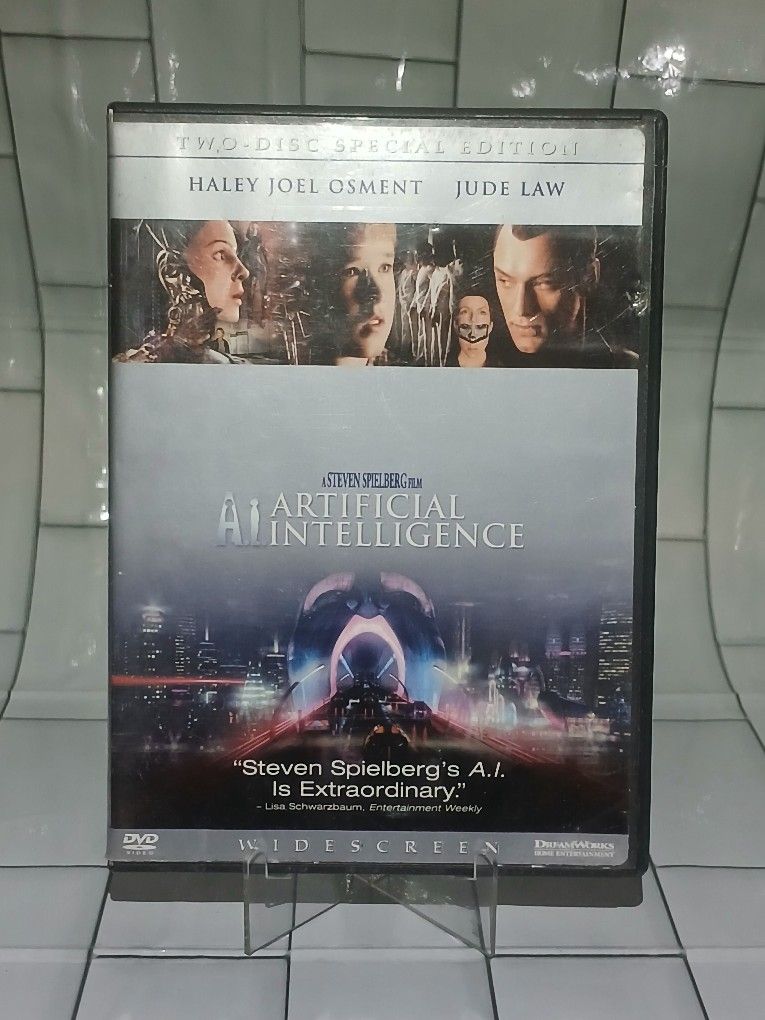 TWO-DISC SPECIAL EDITION
HALEY JOEL OSMENT JUDE LAW
A STEVEN SPIELBERG FILM
A.I. ARTIFICIAL
INTELLIGENCE
“Steven Spielberg's A.I.
Is Extraordinary.”
– Lisa Schwarzbaum, Entertainment Weekly
DVD
VIDEO
WIDESCREEN
DREAMWORKS
HOME ENTERTAINMENT